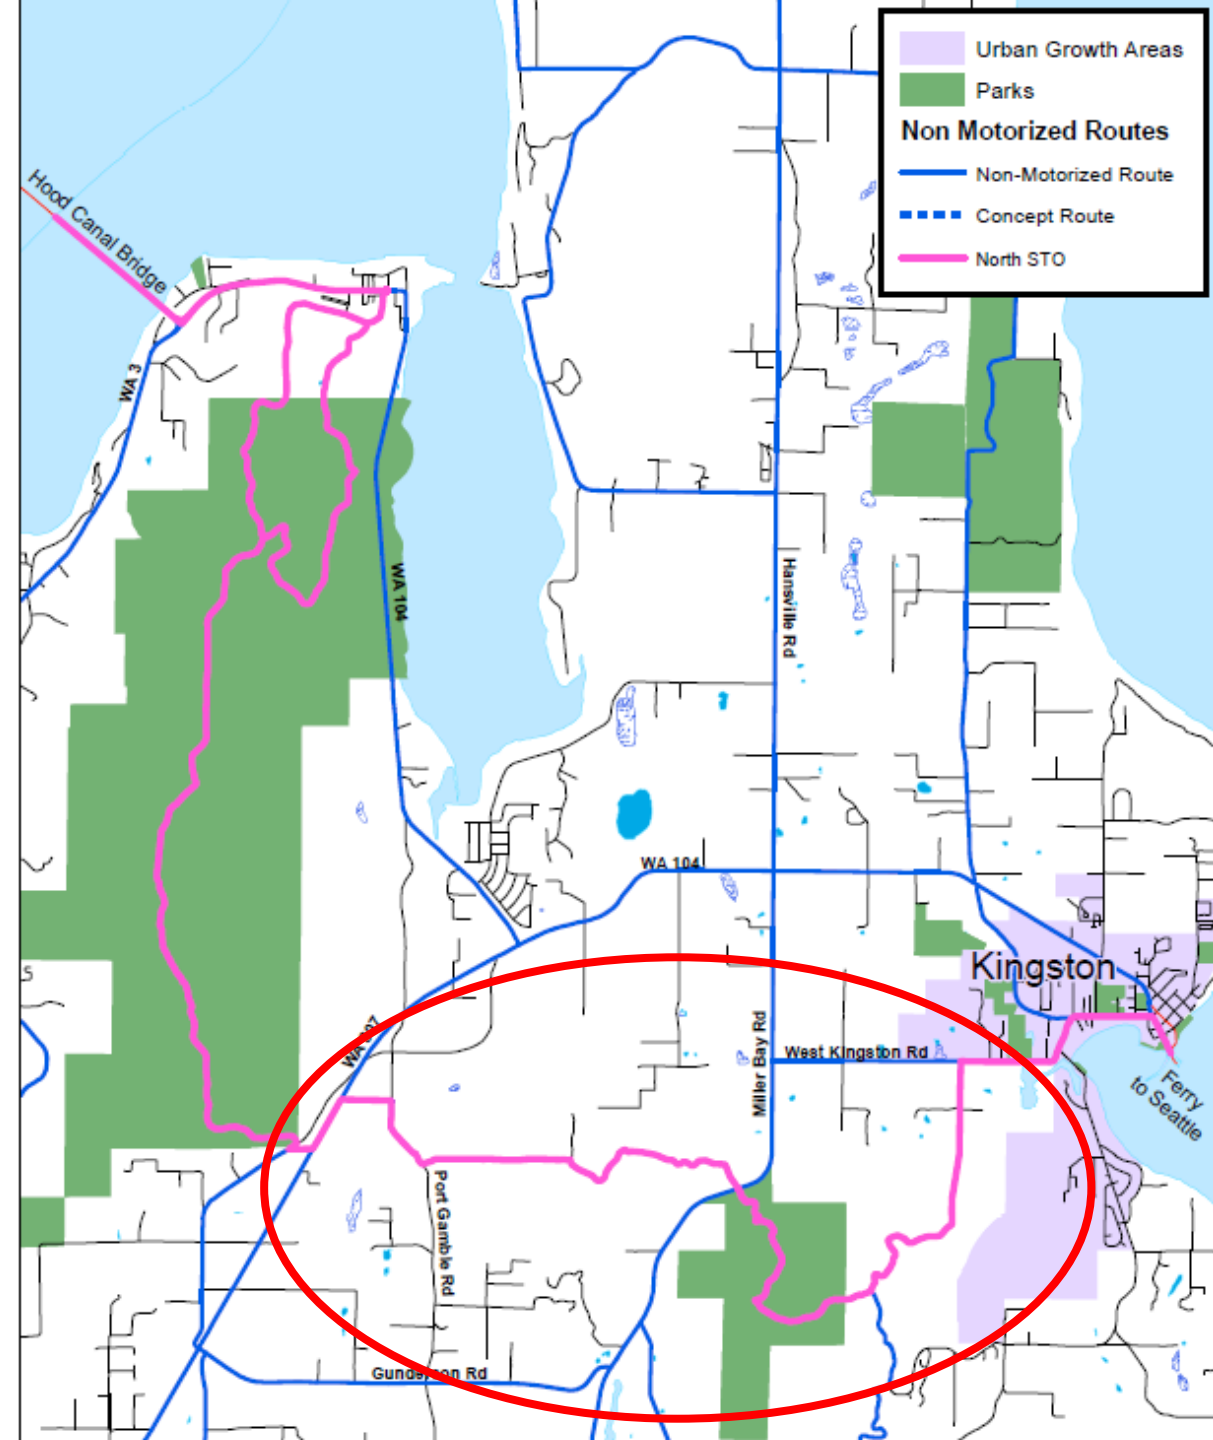 Urban Growth Areas
Parks
Non Motorized Routes
Non-Motorized Route
Concept Route
North STO
Hood Canal Bridge
WA 3
WA 104
Hansville Rd
WA 104
Kingston
S
West Kingston Rd
Miller Bay Rd
Ferry
to Seattle
Port Gamble Rd
Gunderson Rd